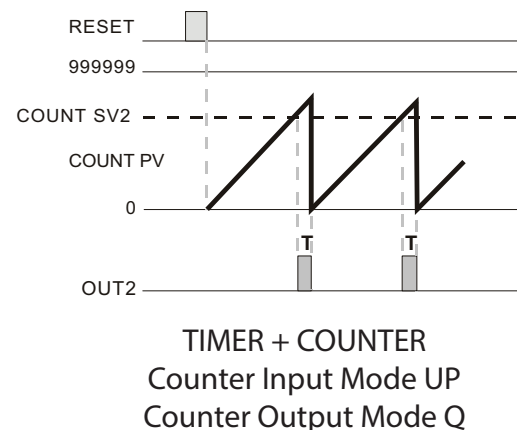 RESET
999999
COUNT SV2
COUNT PV
0
T T
OUT2
TIMER + COUNTER
Counter Input Mode UP
Counter Output Mode Q